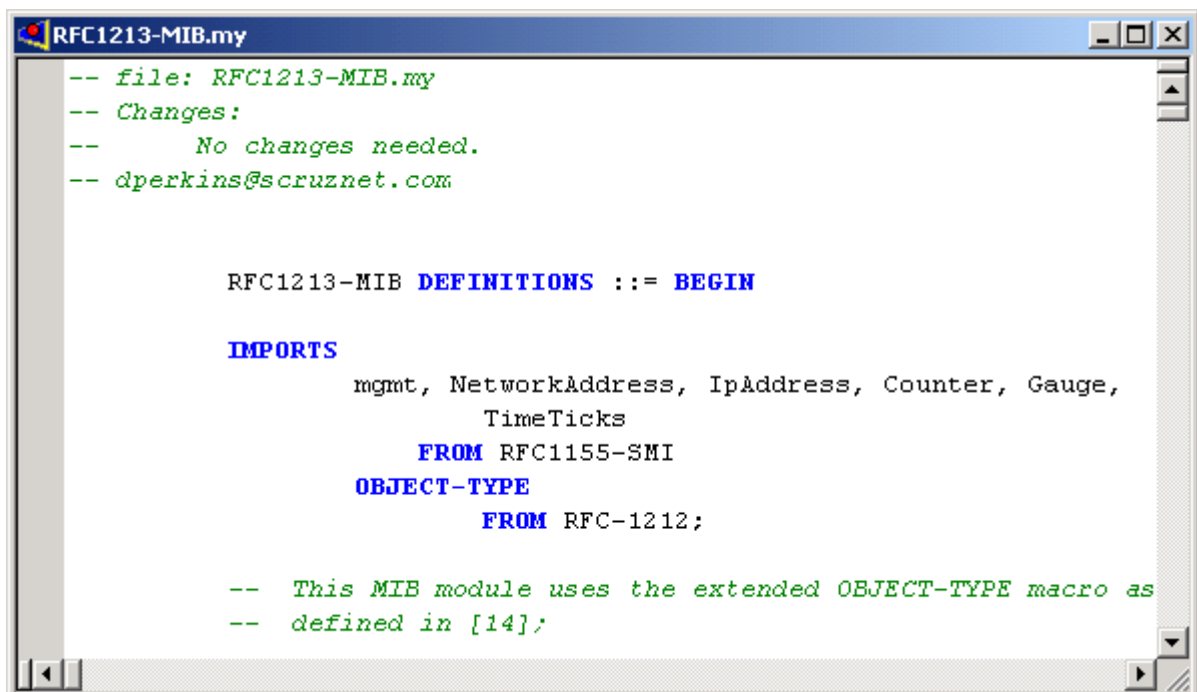 RFC1213-MIB.my
-- file: RFC1213-MIB.my
-- Changes:
--       No changes needed.
-- dperkins@scruznet.com
RFC1213-MIB DEFINITIONS ::= BEGIN
IMPORTS
mgmt, NetworkAddress, IpAddress, Counter, Gauge,
TimeTicks
FROM RFC1155-SMI
OBJECT-TYPE
FROM RFC-1212;
--  This MIB module uses the extended OBJECT-TYPE macro as
--  defined in [14];